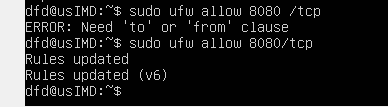 dfd@usIMD:~$ sudo ufw allow 8080 /tcp
ERROR: Need 'to' or 'from' clause
dfd@usIMD:~$ sudo ufw allow 8080/tcp
Rules updated
Rules updated (v6)
dfd@usIMD:~$